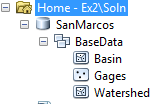 Home - Ex2\Soln
SanMarcos
BaseData
Basin
Gages
Watershed